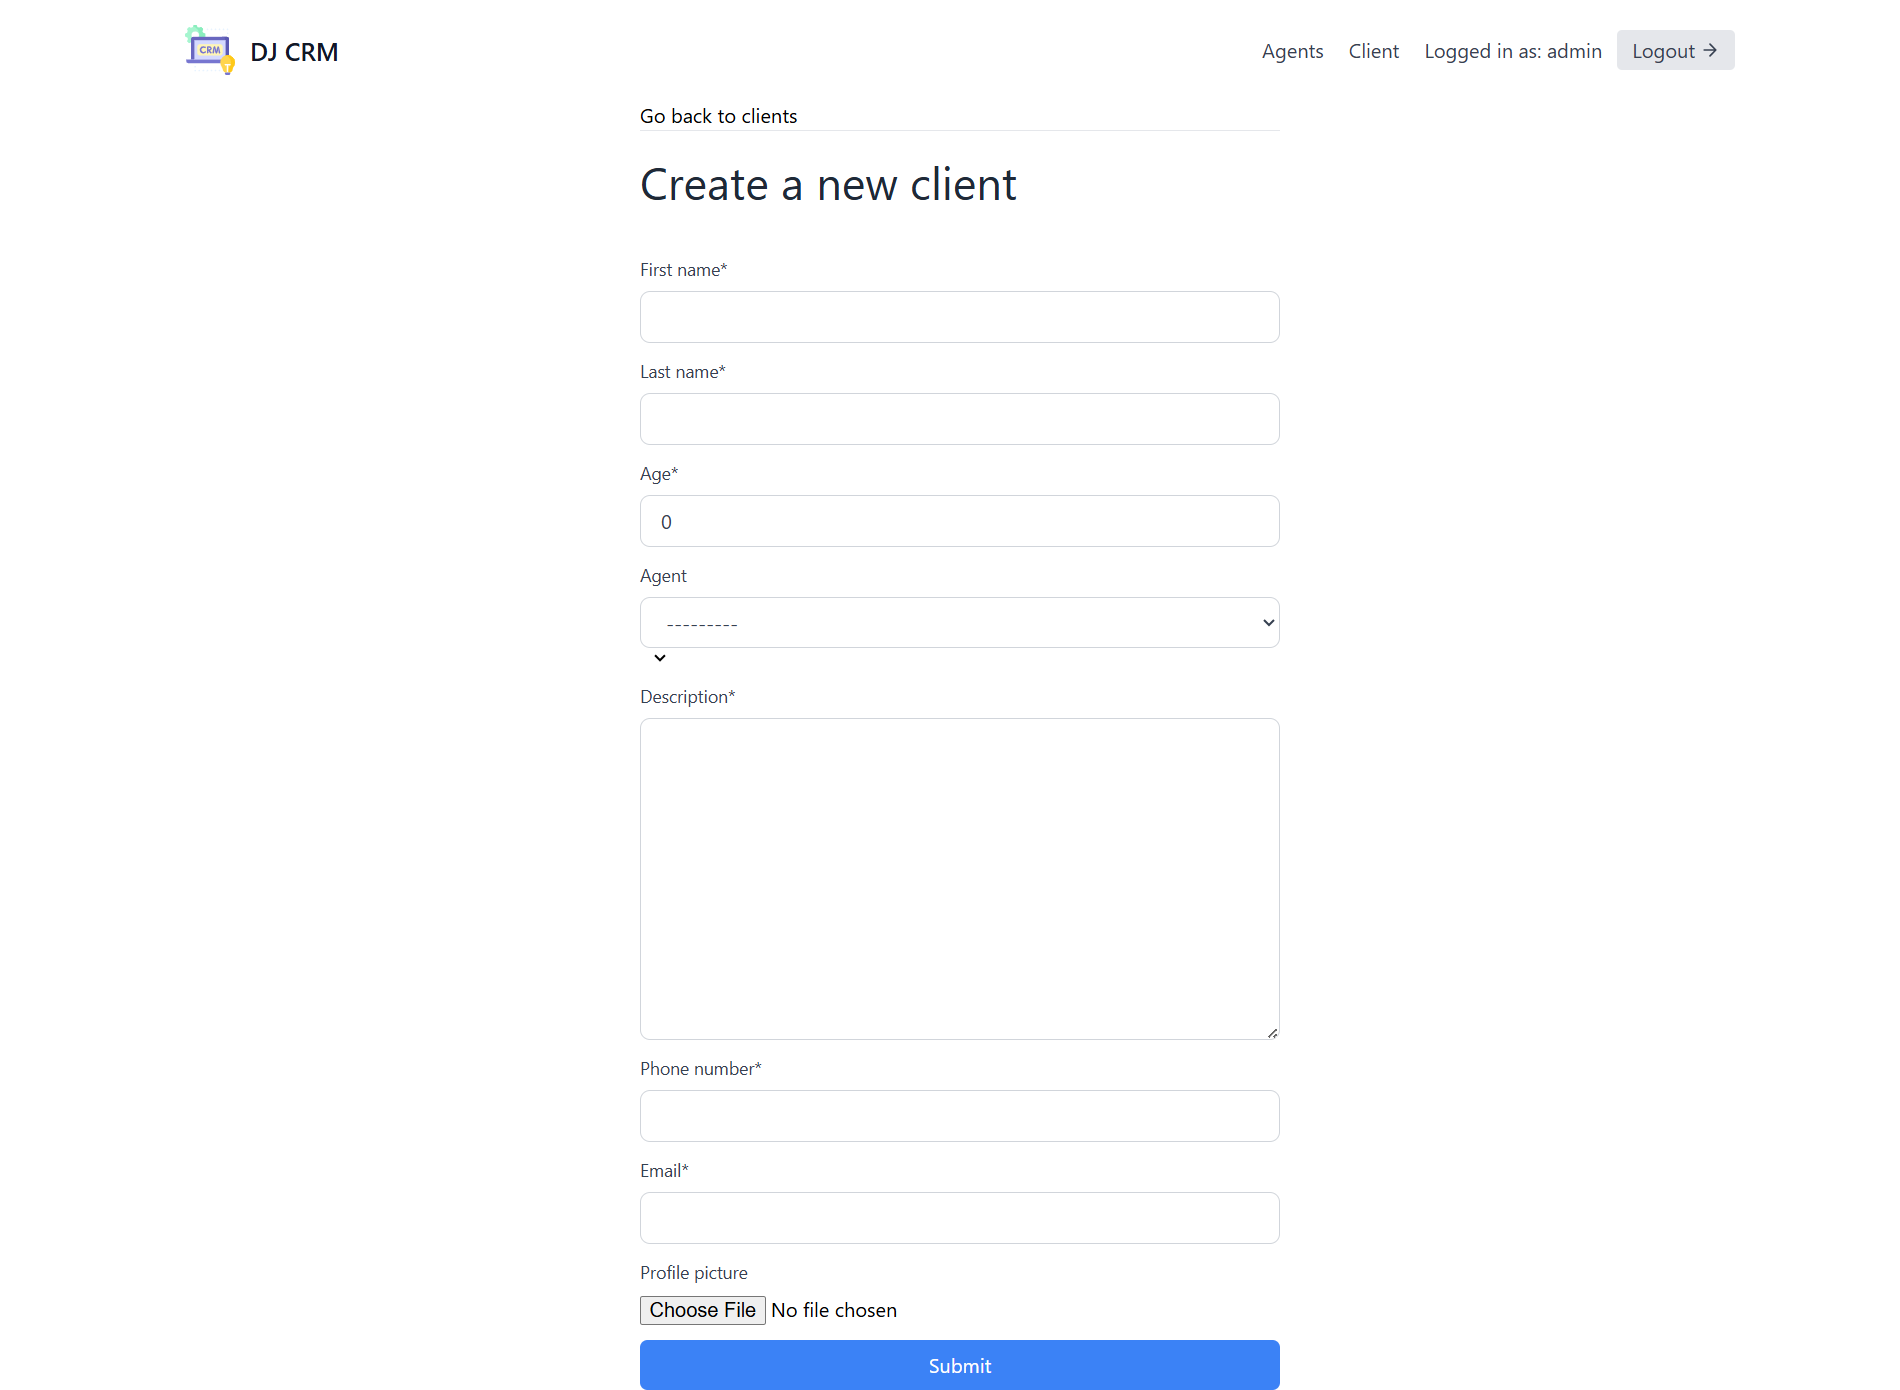 CRM
DJ CRM
Agents Client Logged in as: admin Logout →
Go back to clients
Create a new client
First name*
Last name*
Age*
0
Agent
---------
Description*
Phone number*
Email*
Profile picture
Choose File No file chosen
Submit